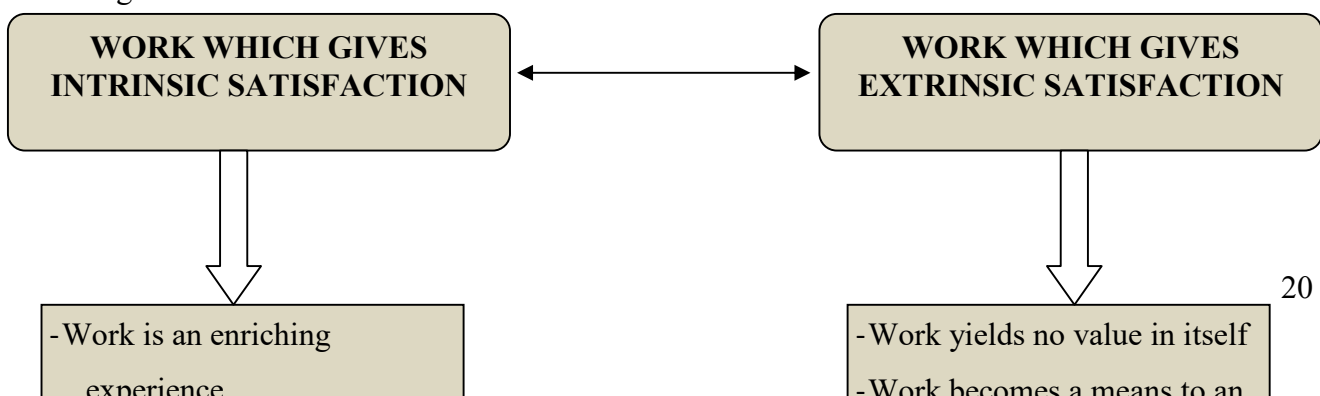 WORK WHICH GIVES
INTRINSIC SATISFACTION
WORK WHICH GIVES
EXTRINSIC SATISFACTION
20
-Work is an enriching
experience
-Work yields no value in itself
-Work becomes a means to an